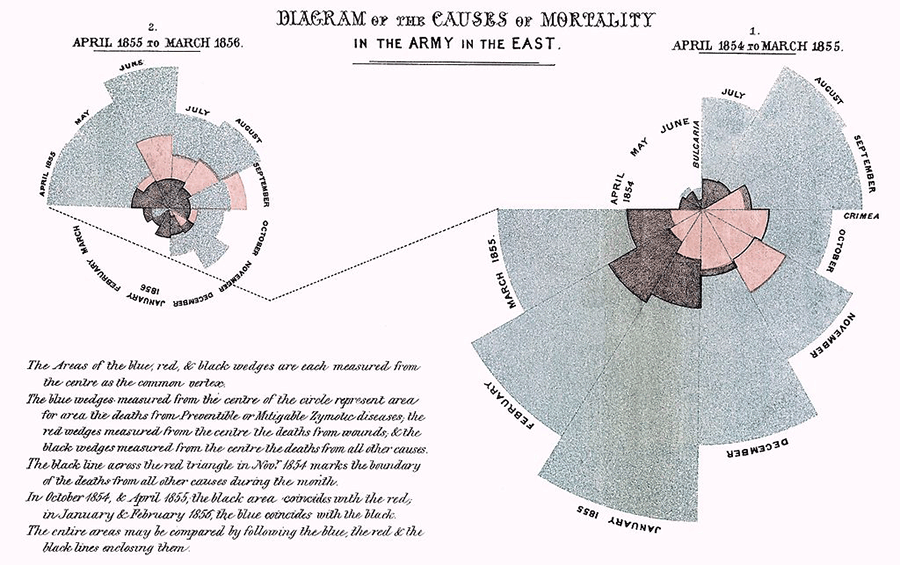 DIAGRAM OF THE CAUSES OF MORTALITY
IN THE ARMY IN THE EAST.
2.
APRIL 1855 TO MARCH 1856.
1.
APRIL 1854 TO MARCH 1855.
APRIL 1855
MAY
JUNE
JULY
AUGUST
SEPTEMBER
OCTOBER
NOVEMBER
DECEMBER
JANUARY
1856
FEBRUARY
MARCH
APRIL
1854
MAY
JUNE
BULGARIA
JULY
AUGUST
SEPTEMBER
CRIMEA
OCTOBER
NOVEMBER
DECEMBER
JANUARY 1855
FEBRUARY
MARCH 1855.
The Areas of the blue, red, & black wedges are each measured from
the centre as the common vertex.
The blue wedges measured from the centre of the circle represent area
for area the deaths from Preventible or Mitigable Zymotic diseases, the
red wedges measured from the centre the deaths from wounds, & the
black wedges measured from the centre the deaths from all other causes.
The black line across the red triangle in Novr. 1854 marks the boundary
of the deaths from all other causes during the month.
In October 1854, & April 1855, the black area coincides with the red,
in January & February 1856, the blue coincides with the black.
The entire areas may be compared by following the blue, the red & the
black lines enclosing them.